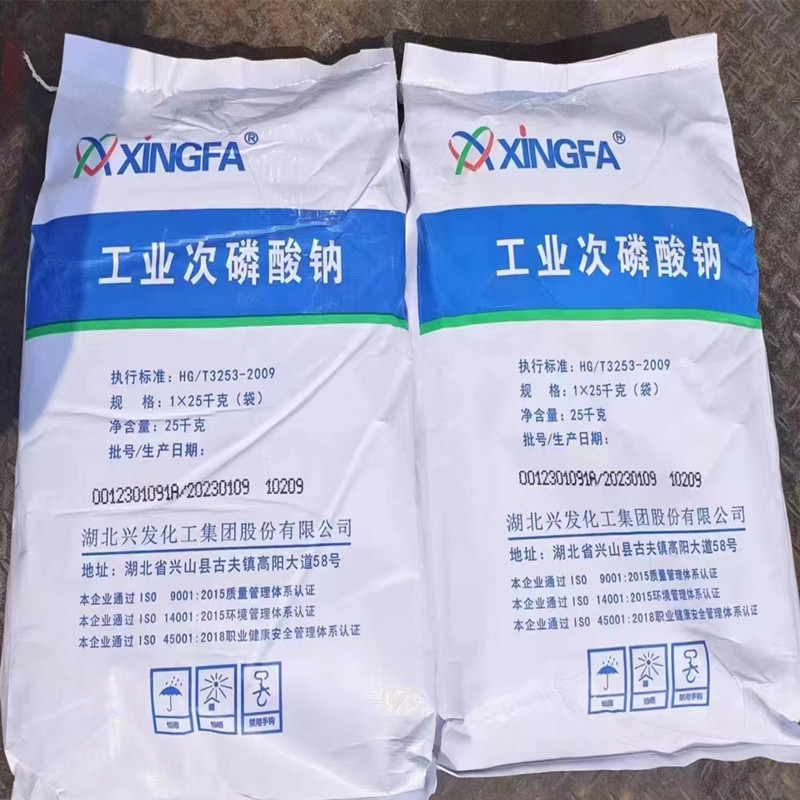 XINGFA®
工业次磷酸钠
执行标准：HG/T3253-2009
规 格：1×25千克（袋）
净含量：25千克
批号/生产日期：
0012301091A/20230109 10209
湖北兴发化工集团股份有限公司
地址：湖北省兴山县古夫镇高阳大道58号
本企业通过 ISO 9001:2015质量管理体系认证
本企业通过 ISO 14001:2015环境管理体系认证
本企业通过 ISO 45001:2018职业健康安全管理体系认证
怕雨
怕晒
禁用手钩
XINGFA®
工业次磷酸钠
执行标准：HG/T3253-2009
规 格：1×25千克（袋）
净含量：25千克
批号/生产日期：
0012301091A/20230109 10209
湖北兴发化工集团股份有限公司
地址：湖北省兴山县古夫镇高阳大道58号
本企业通过 ISO 9001:2015质量管理体系认证
本企业通过 ISO 14001:2015环境管理体系认证
本企业通过 ISO 45001:2018职业健康安全管理体系认证
怕雨
怕晒
禁用手钩